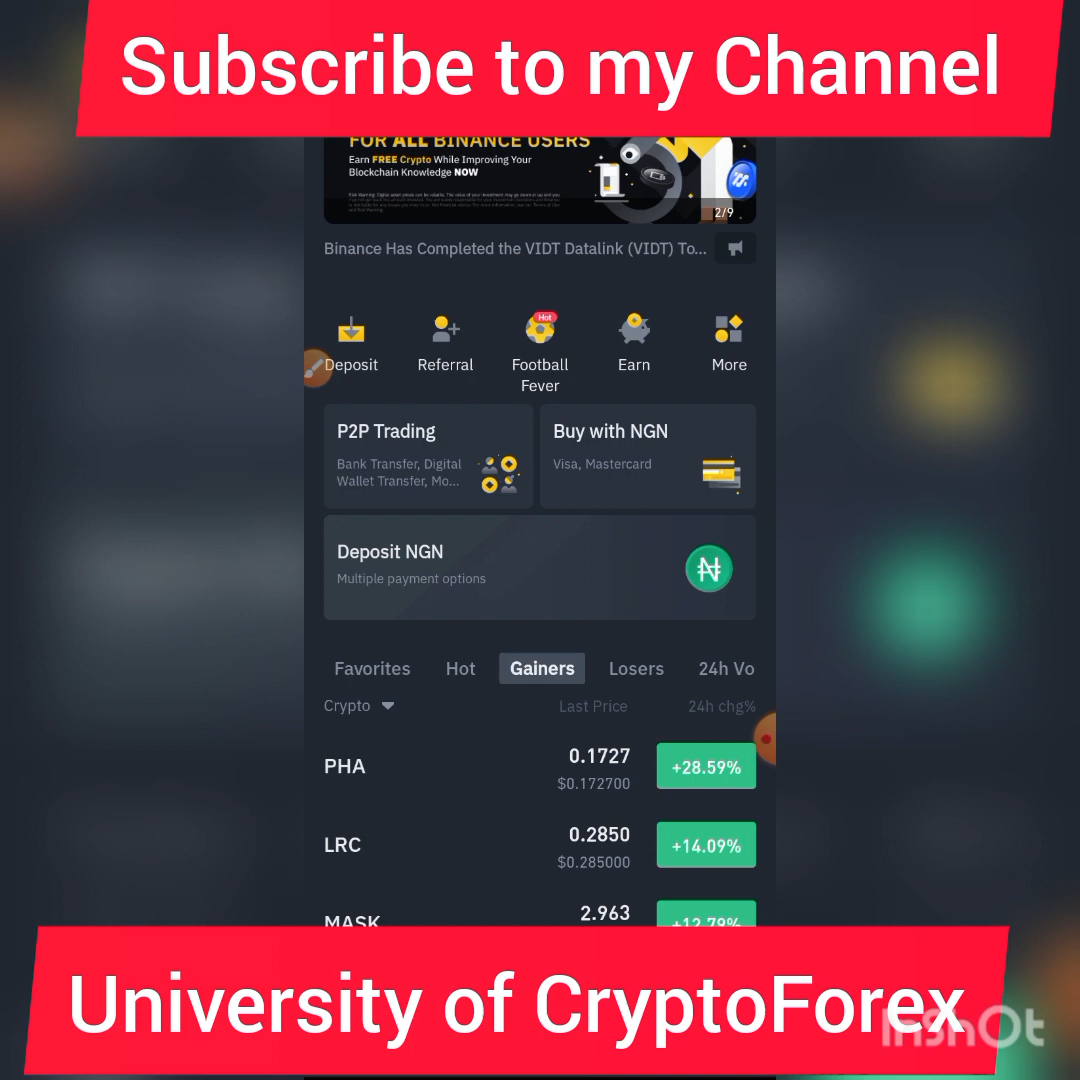 Subscribe to my Channel
FOR ALL BINANCE USERS
Earn FREE Crypto While Improving Your
Blockchain Knowledge NOW
2/9
Binance Has Completed the VIDT Datalink (VIDT) To...
Hot
Deposit
Referral
Football
Fever
Earn
More
P2P Trading
Bank Transfer, Digital
Wallet Transfer, Mo...
Buy with NGN
Visa, Mastercard
Deposit NGN
Multiple payment options
Favorites Hot Gainers Losers 24h Vo
Crypto Last Price 24h chg%
PHA 0.1727 +28.59%
$0.172700
LRC 0.2850 +14.09%
$0.285000
MASK 2.963 +12.79%
University of CryptoForex
InshOt